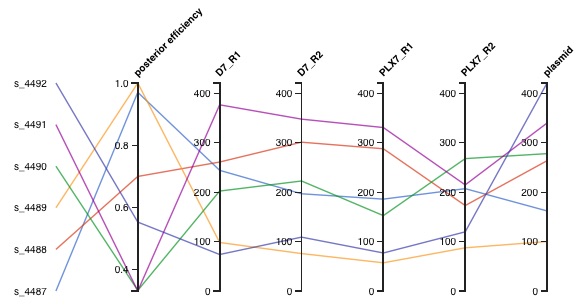 posterior efficiency
D7_R1
D7_R2
PLX7_R1
PLX7_R2
plasmid
s_4492
s_4491
s_4490
s_4489
s_4488
s_4487
1.0
0.8
0.6
0.4
400
300
200
100
0
400
300
200
100
0
400
300
200
100
0
400
300
200
100
0
400
300
200
100
0